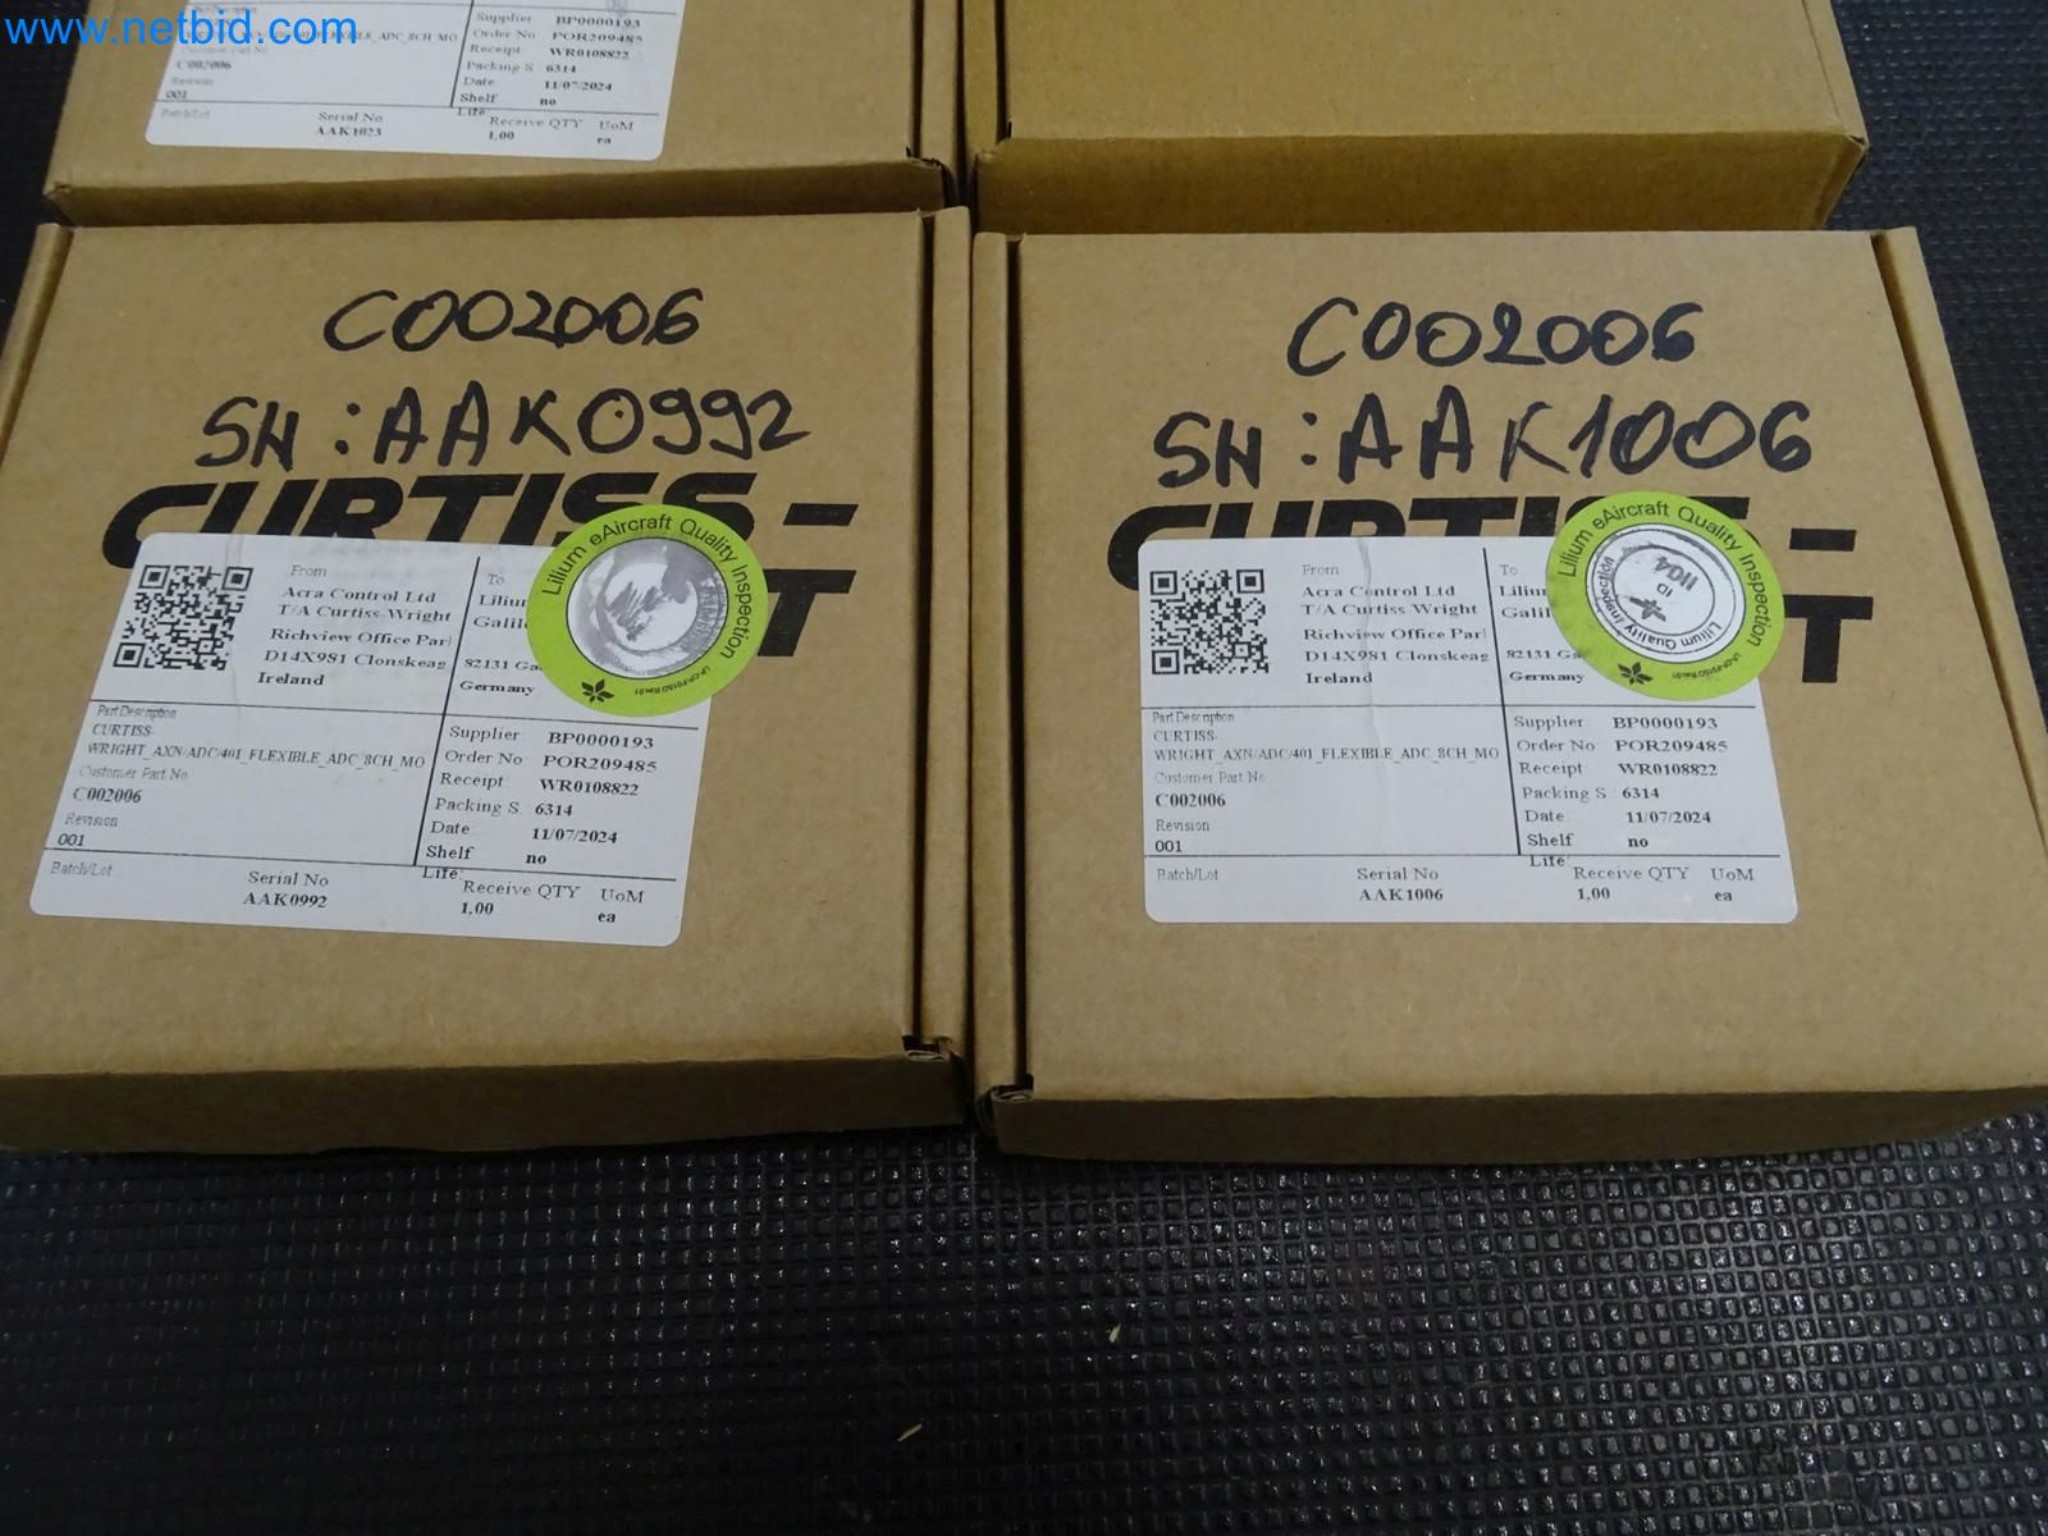 www.netbid.com
Supplier BP0000193
Order No POR209485
Receipt WR0108822
Packing S. 6314
Date 11/07/2024
Shelf no
Life:
C002006
Revision
001
Batch/Lot
Serial No
AAK1023
Receive QTY UoM
1,00 ea
C002006
SN:AAK0992
CURTISS-
From
Acra Control Ltd
T/A Curtiss-Wright
Richview Office Par
D14X981 Clonskeag
Ireland
To
82131
Germany
Lilium eAircraft Quality Inspection
Part Description
CURTISS-
WRIGHT_AXN/ADC/401_FLEXIBLE_ADC_8CH_MO
Customer Part No
C002006
Revision
001
Supplier BP0000193
Order No POR209485
Receipt WR0108822
Packing S. 6314
Date 11/07/2024
Shelf no
Life:
Batch/Lot
Serial No
AAK0992
Receive QTY UoM
1,00 ea
C002006
SN:AAK1006
CURTISS-
From
Acra Control Ltd
T/A Curtiss-Wright
Richview Office Par
D14X981 Clonskeag
Ireland
To
82131
Germany
Lilium eAircraft Quality Inspection
Lilium Quality Inspection
ID
1104
Part Description
CURTISS-
WRIGHT_AXN/ADC/401_FLEXIBLE_ADC_8CH_MO
Customer Part No
C002006
Revision
001
Supplier BP0000193
Order No POR209485
Receipt WR0108822
Packing S. 6314
Date 11/07/2024
Shelf no
Life:
Batch/Lot
Serial No
AAK1006
Receive QTY UoM
1,00 ea